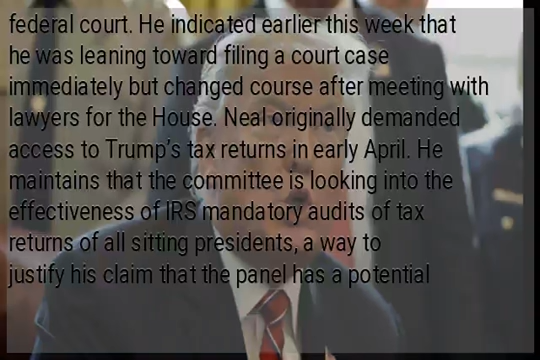 federal court. He indicated earlier this week that
he was leaning toward filing a court case
immediately but changed course after meeting with
lawyers for the House. Neal originally demanded
access to Trump's tax returns in early April. He
maintains that the committee is looking into the
effectiveness of IRS mandatory audits of tax
returns of all sitting presidents, a way to
justify his claim that the panel has a potential